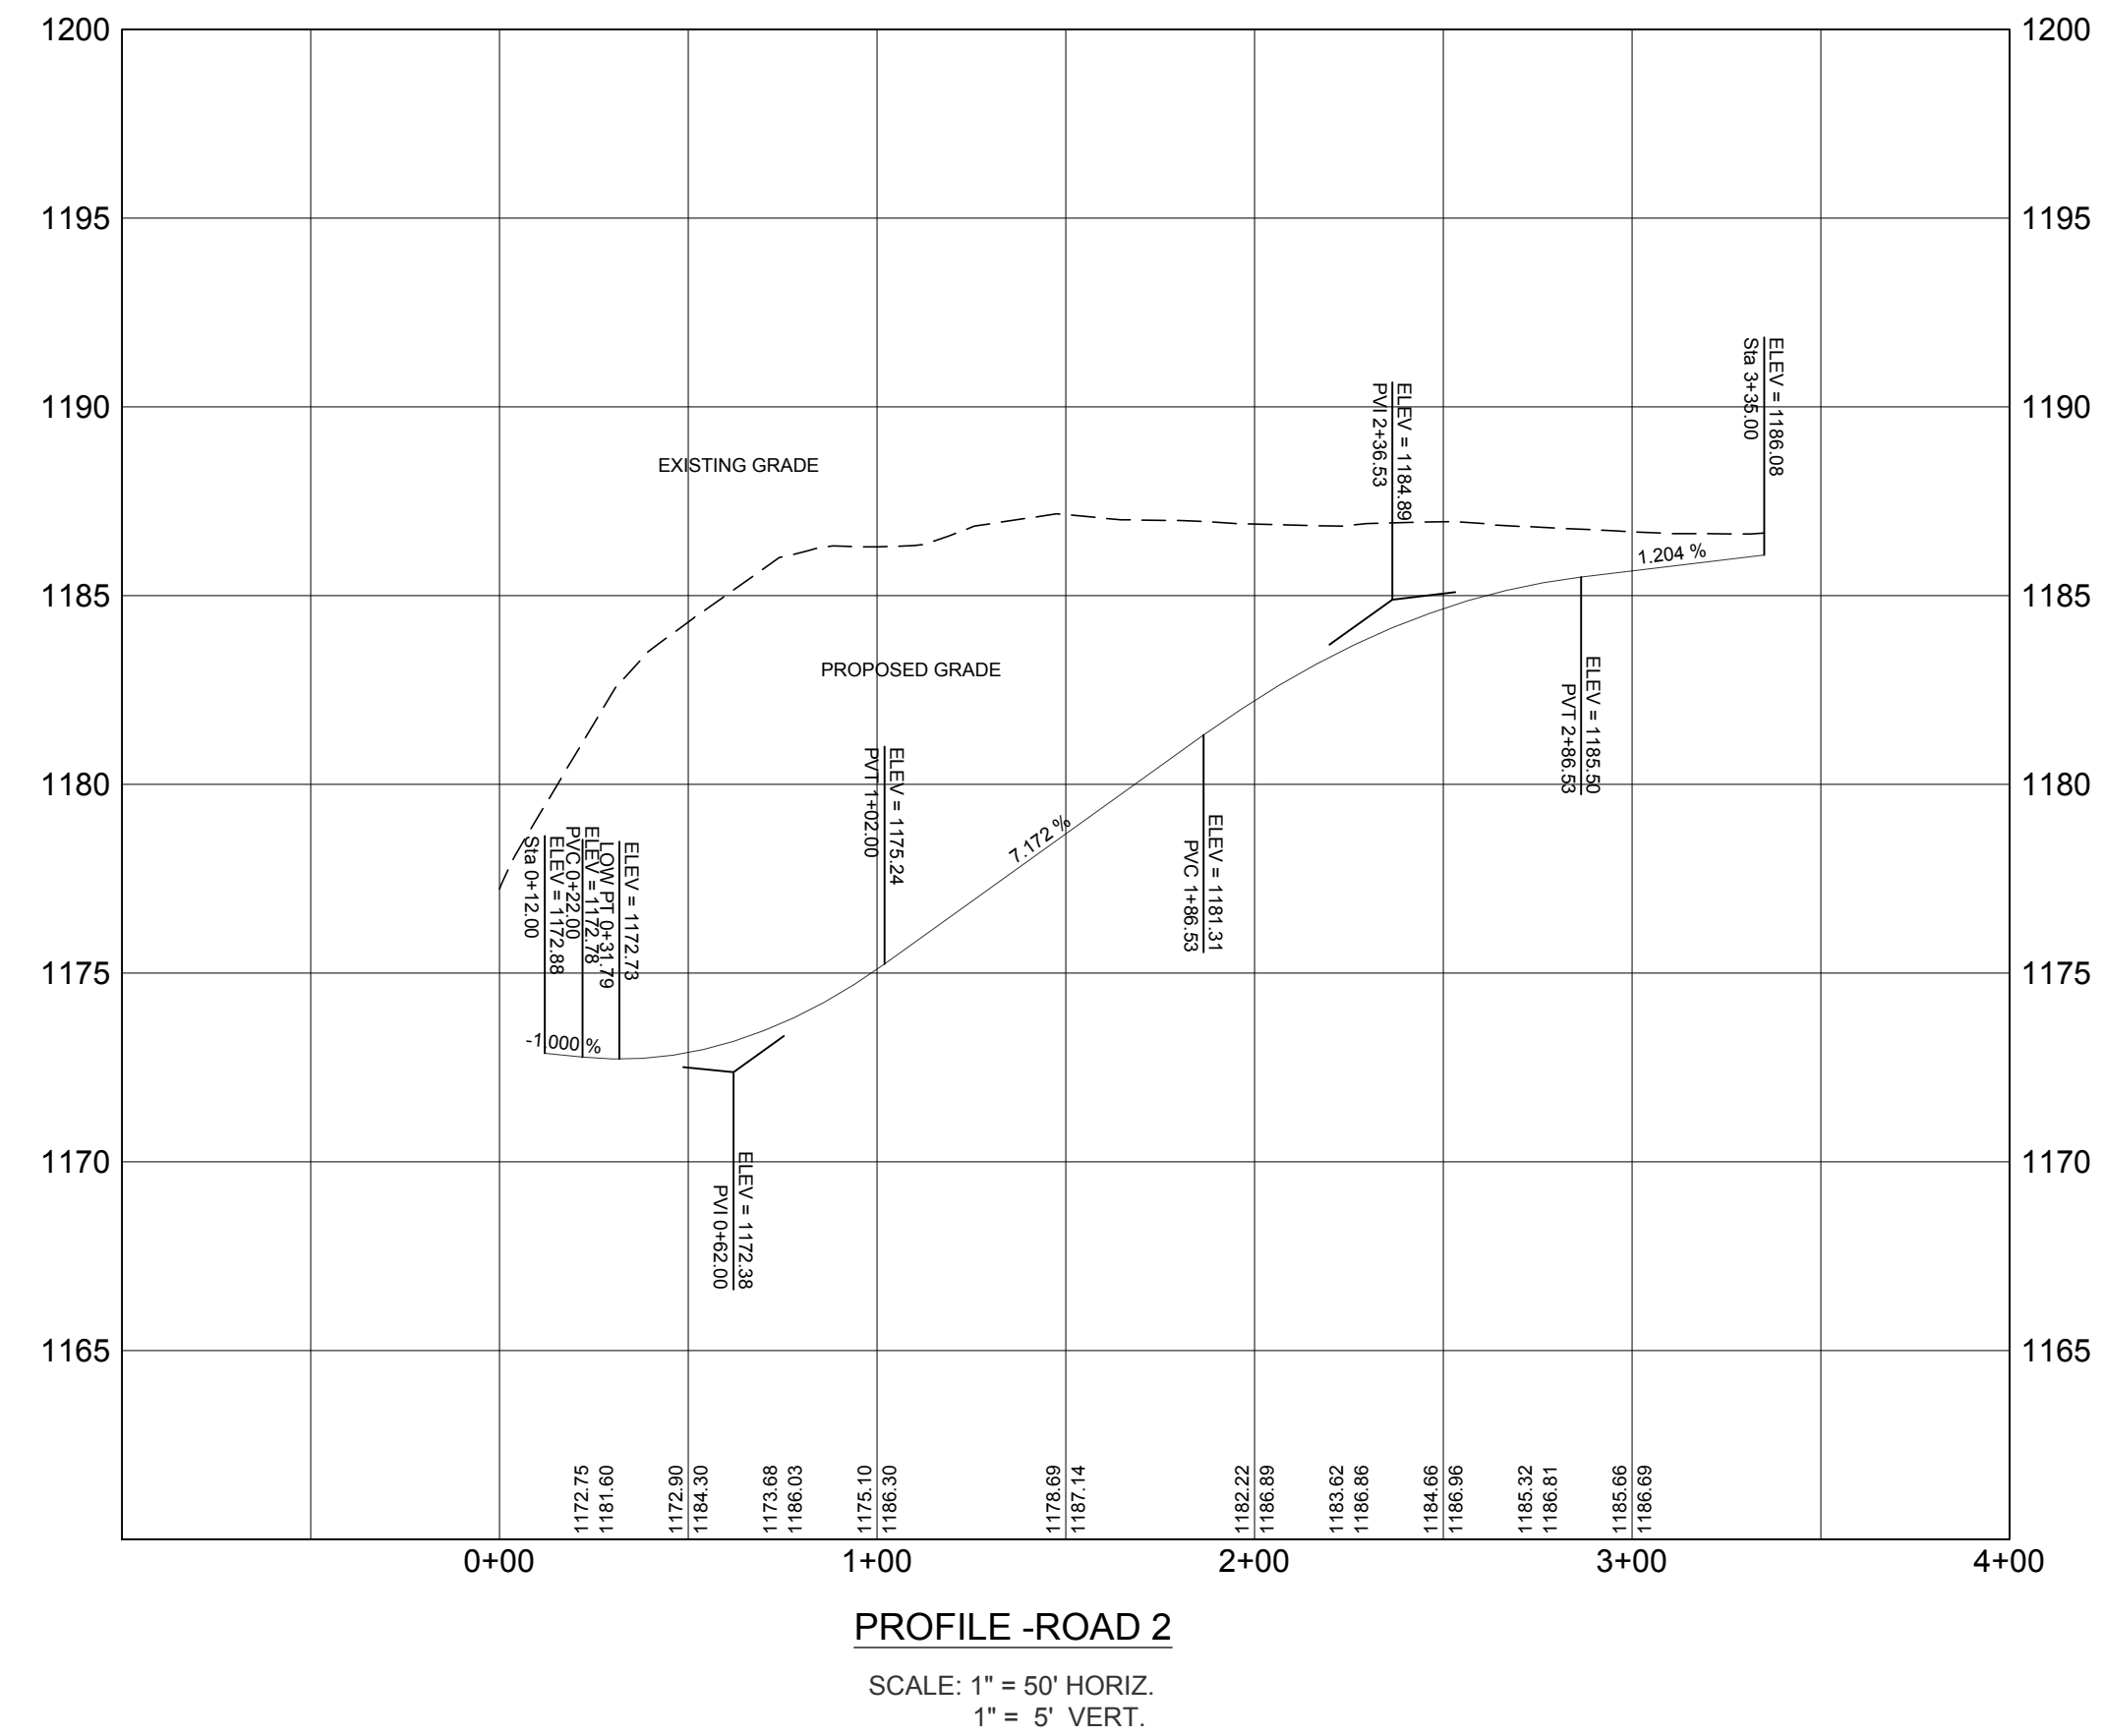 1200
1200
1195
1195
ELEV = 1186.08
Sta 3+35.00
ELEV = 1184.89
PVI 2+36.53
1190
1190
EXISTING GRADE
1.204 %
1185
1185
PROPOSED GRADE
ELEV = 1185.50
PVT 2+86.53
ELEV = 1175.24
PVT 1+02.00
1180
1180
7.172 %
ELEV = 1181.31
PVC 1+86.53
Sta 0+12.00
ELEV = 1172.88
PVC 0+22.00
ELEV = 1172.78
LOW PT 0+31.79
ELEV = 1172.73
1175
1175
-1.000 %
1170
1170
ELEV = 1172.38
PVI 0+62.00
1165
1165
1172.75
1181.60
1172.90
1184.30
1173.68
1186.03
1175.10
1186.30
1178.69
1187.14
1182.22
1186.89
1183.62
1186.86
1184.66
1186.96
1185.32
1186.81
1185.66
1186.69
0+00
1+00
2+00
3+00
4+00
PROFILE -ROAD 2
SCALE: 1" = 50' HORIZ.
1" = 5' VERT.